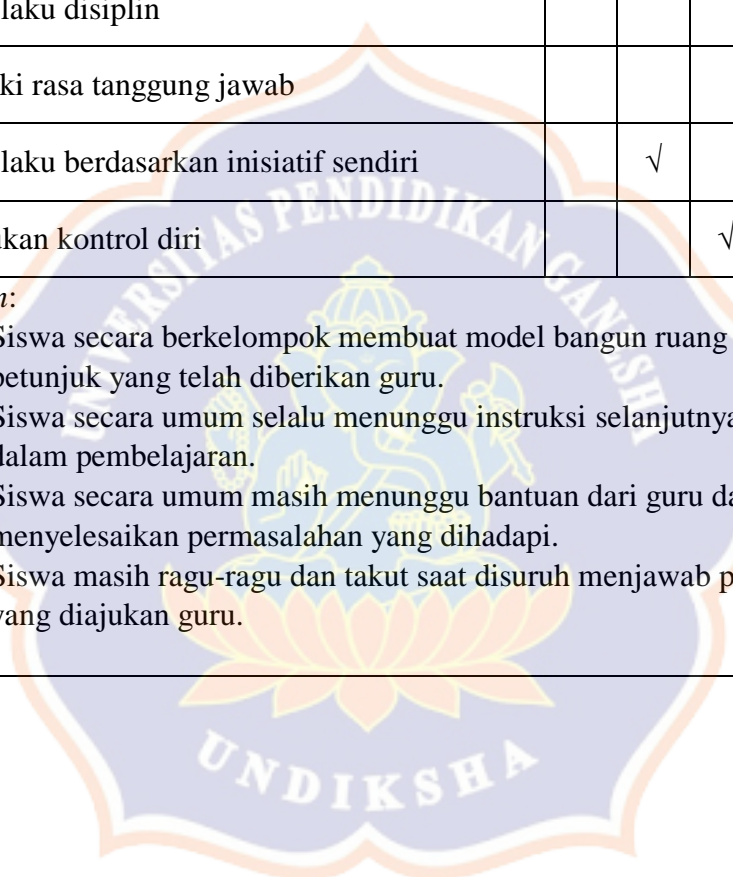 laku disiplin
ki rasa tanggung jawab
laku berdasarkan inisiatif sendiri √
kan kontrol diri √
n:
Siswa secara berkelompok membuat model bangun ruang
petunjuk yang telah diberikan guru.
Siswa secara umum selalu menunggu instruksi selanjutnya
dalam pembelajaran.
Siswa secara umum masih menunggu bantuan dari guru da
menyelesaikan permasalahan yang dihadapi.
Siswa masih ragu-ragu dan takut saat disuruh menjawab p
yang diajukan guru.
UNIVERSITAS PENDIDIKAN GANESHA
UNDIKSHA